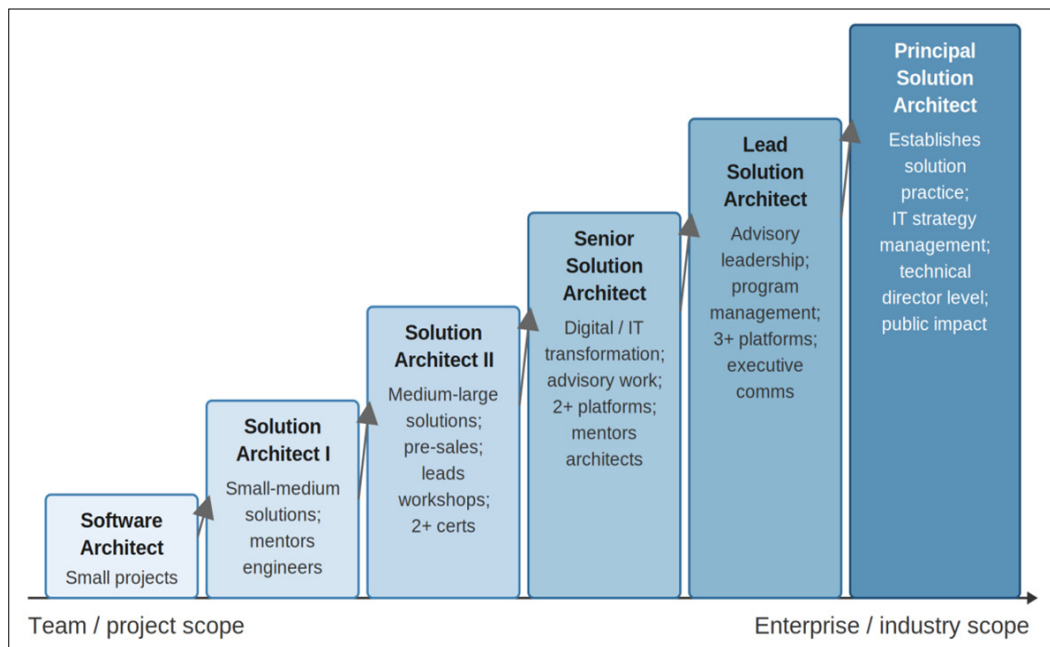 Software
Architect
Small projects
Solution
Architect I
Small-medium
solutions;
mentors
engineers
Solution
Architect II
Medium-large
solutions;
pre-sales;
leads
workshops;
2+ certs
Senior
Solution
Architect
Digital / IT
transformation;
advisory work;
2+ platforms;
mentors
architects
Lead
Solution
Architect
Advisory
leadership;
program
management;
3+ platforms;
executive
comms
Principal
Solution
Architect
Establishes
solution
practice;
IT strategy
management;
technical
director level;
public impact
Team / project scope
Enterprise / industry scope